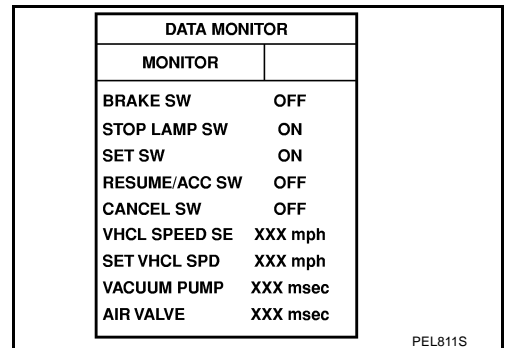 DATA MONITOR
MONITOR
BRAKE SW OFF
STOP LAMP SW ON
SET SW ON
RESUME/ACC SW OFF
CANCEL SW OFF
VHCL SPEED SE XXX mph
SET VHCL SPD XXX mph
VACUUM PUMP XXX msec
AIR VALVE XXX msec
PEL811S